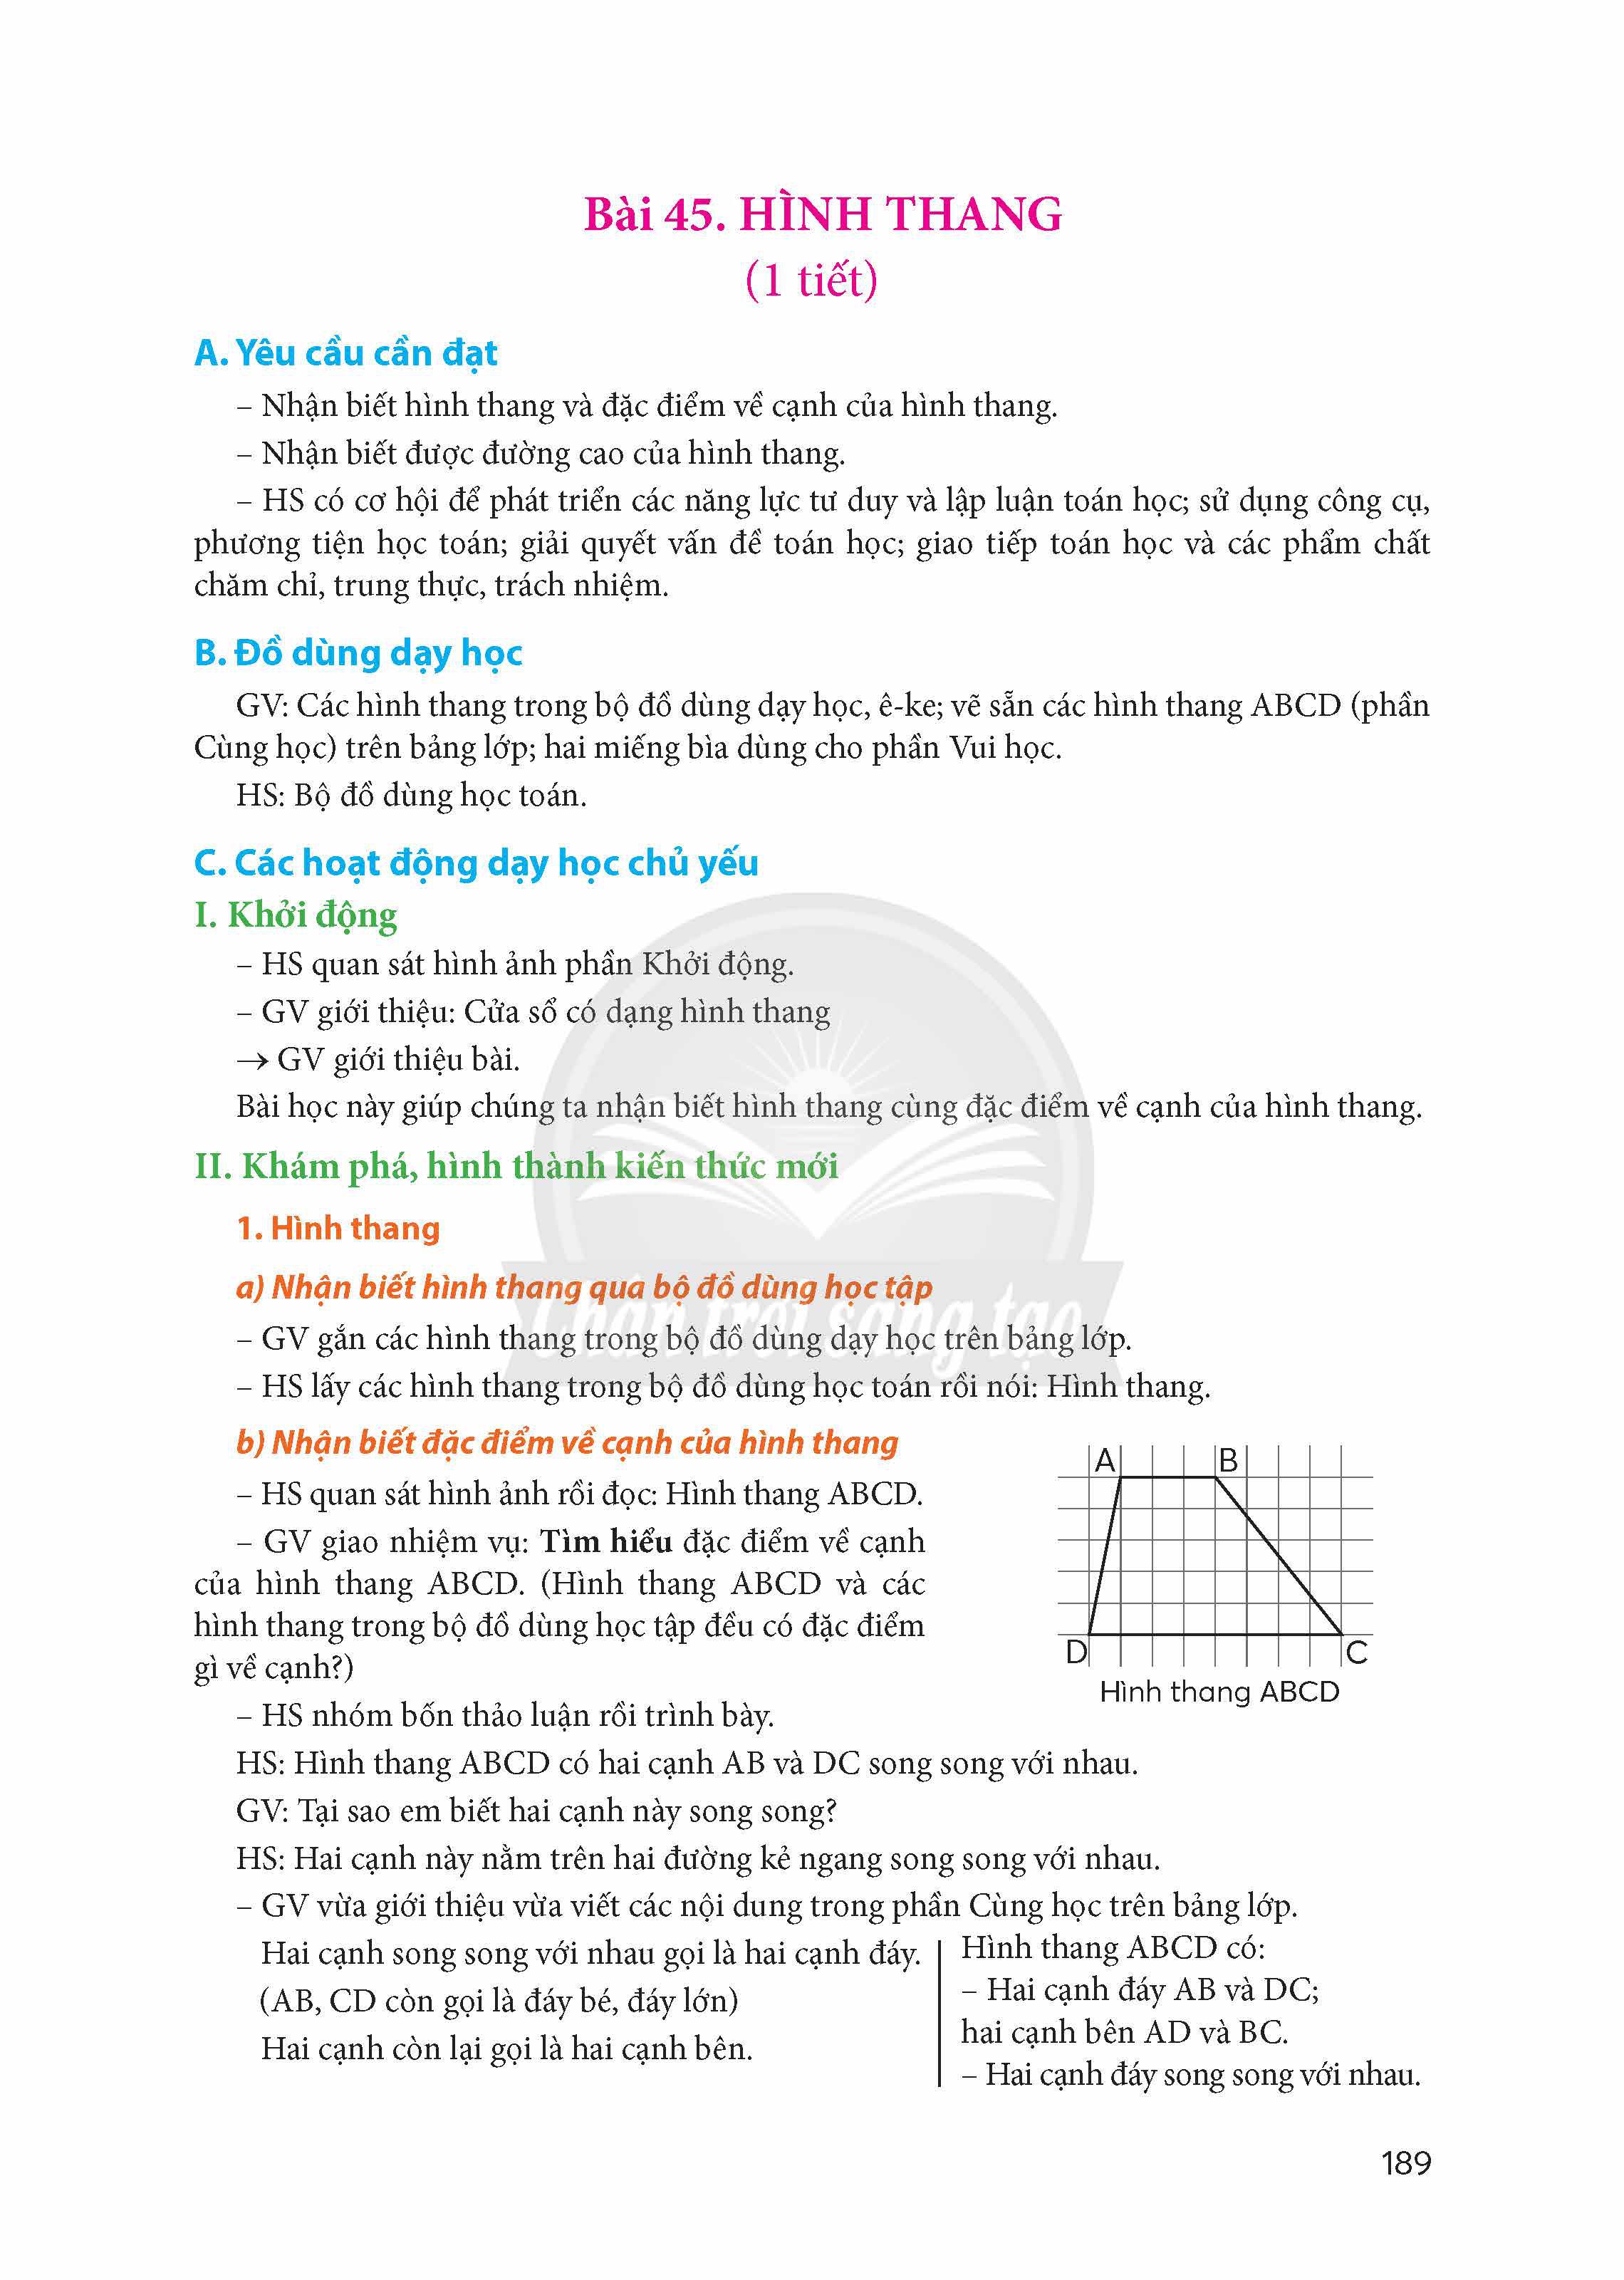 Bài 45. HÌNH THANG
(1 tiết)
A. Yêu cầu cần đạt
– Nhận biết hình thang và đặc điểm về cạnh của hình thang.
– Nhận biết được đường cao của hình thang.
– HS có cơ hội để phát triển các năng lực tư duy và lập luận toán học; sử dụng công cụ,
phương tiện học toán; giải quyết vấn đề toán học; giao tiếp toán học và các phẩm chất
chăm chỉ, trung thực, trách nhiệm.
B. Đồ dùng dạy học
GV: Các hình thang trong bộ đồ dùng dạy học, ê-ke; vẽ sẵn các hình thang ABCD (phần
Cùng học) trên bảng lớp; hai miếng bìa dùng cho phần Vui học.
HS: Bộ đồ dùng học toán.
C. Các hoạt động dạy học chủ yếu
I. Khởi động
– HS quan sát hình ảnh phần Khởi động.
– GV giới thiệu: Cửa sổ có dạng hình thang
→ GV giới thiệu bài.
Bài học này giúp chúng ta nhận biết hình thang cùng đặc điểm về cạnh của hình thang.
II. Khám phá, hình thành kiến thức mới
1. Hình thang
a) Nhận biết hình thang qua bộ đồ dùng học tập
Chân trời sáng tạo
– GV gắn các hình thang trong bộ đồ dùng dạy học trên bảng lớp.
– HS lấy các hình thang trong bộ đồ dùng học toán rồi nói: Hình thang.
b) Nhận biết đặc điểm về cạnh của hình thang
– HS quan sát hình ảnh rồi đọc: Hình thang ABCD.
– GV giao nhiệm vụ: Tìm hiểu đặc điểm về cạnh
của hình thang ABCD. (Hình thang ABCD và các
hình thang trong bộ đồ dùng học tập đều có đặc điểm
gì về cạnh?)
A B
D C
Hình thang ABCD
– HS nhóm bốn thảo luận rồi trình bày.
HS: Hình thang ABCD có hai cạnh AB và DC song song với nhau.
GV: Tại sao em biết hai cạnh này song song?
HS: Hai cạnh này nằm trên hai đường kẻ ngang song song với nhau.
– GV vừa giới thiệu vừa viết các nội dung trong phần Cùng học trên bảng lớp.
Hai cạnh song song với nhau gọi là hai cạnh đáy.
(AB, CD còn gọi là đáy bé, đáy lớn)
Hai cạnh còn lại gọi là hai cạnh bên.
Hình thang ABCD có:
– Hai cạnh đáy AB và DC;
hai cạnh bên AD và BC.
– Hai cạnh đáy song song với nhau.
189